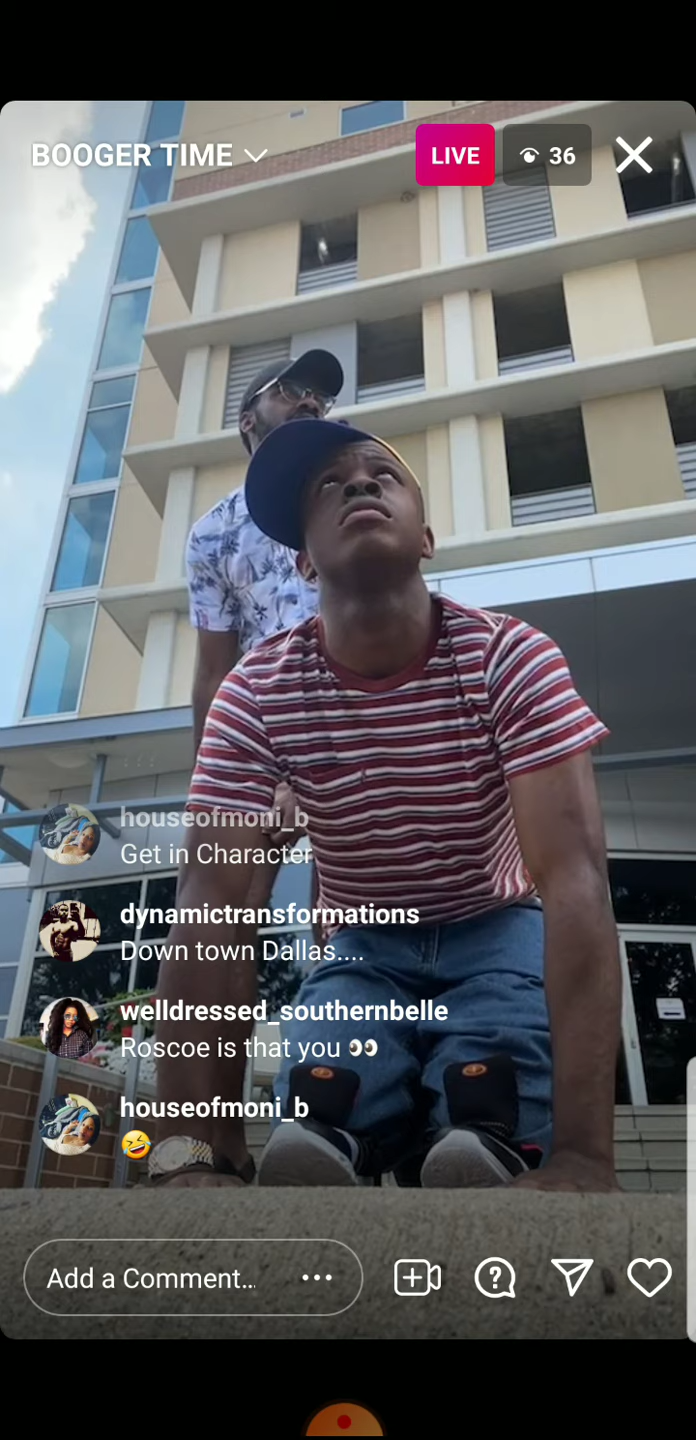 BOOGER TIME
LIVE
36
houseofmoni_b
Get in Character
dynamictransformations
Down town Dallas....
welldressed_southernbelle
Roscoe is that you 👀
houseofmoni_b
🤣
Add a Comment...